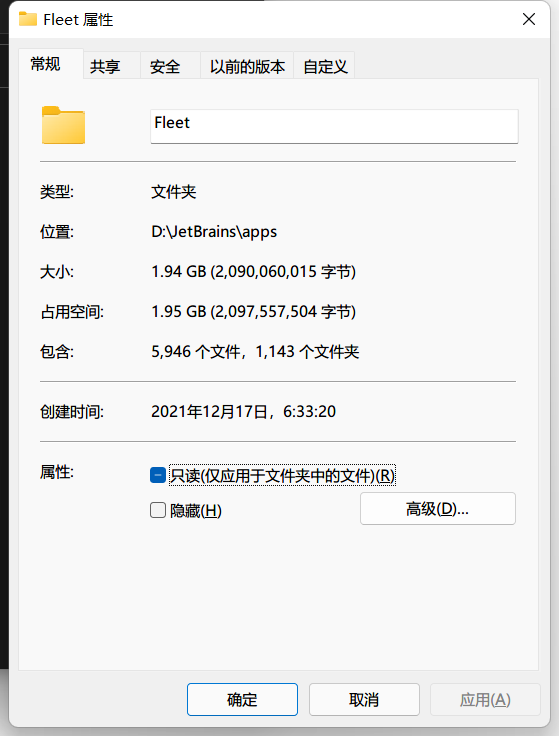 Fleet 属性
常规 共享 安全 以前的版本 自定义
Fleet
类型: 文件夹
位置: D:\JetBrains\apps
大小: 1.94 GB (2,090,060,015 字节)
占用空间: 1.95 GB (2,097,557,504 字节)
包含: 5,946 个文件，1,143 个文件夹
创建时间: 2021年12月17日，6:33:20
属性: 只读(仅应用于文件夹中的文件)(R)
隐藏(H) 高级(D)...
确定 取消 应用(A)